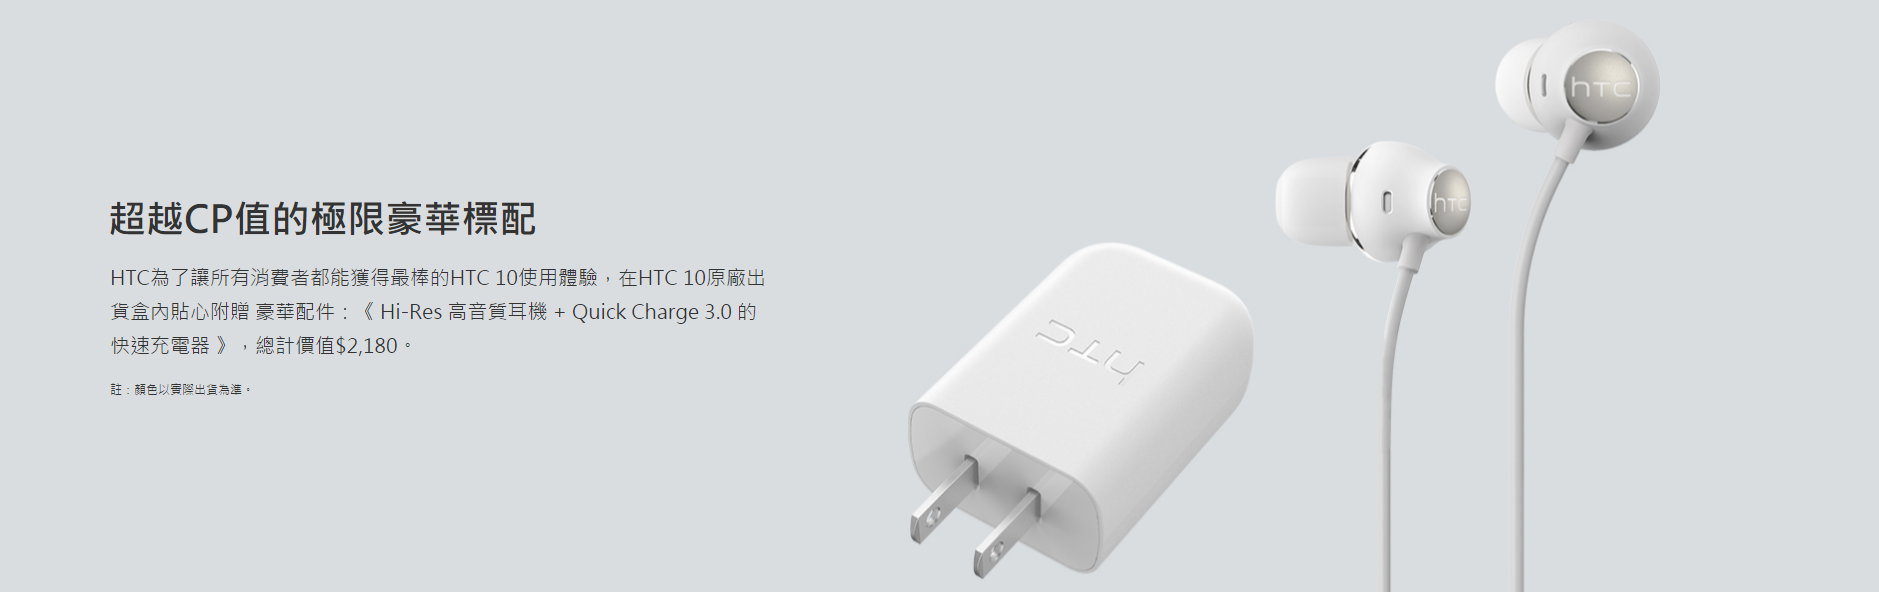 超越CP值的極限豪華標配
HTC為了讓所有消費者都能獲得最棒的HTC 10使用體驗，在HTC 10原廠出
貨盒內貼心附贈 豪華配件：《 Hi-Res 高音質耳機 + Quick Charge 3.0 的
快速充電器 》，總計價值$2,180。
註：顏色以實際出貨為準。
hTC
hTC
hTC